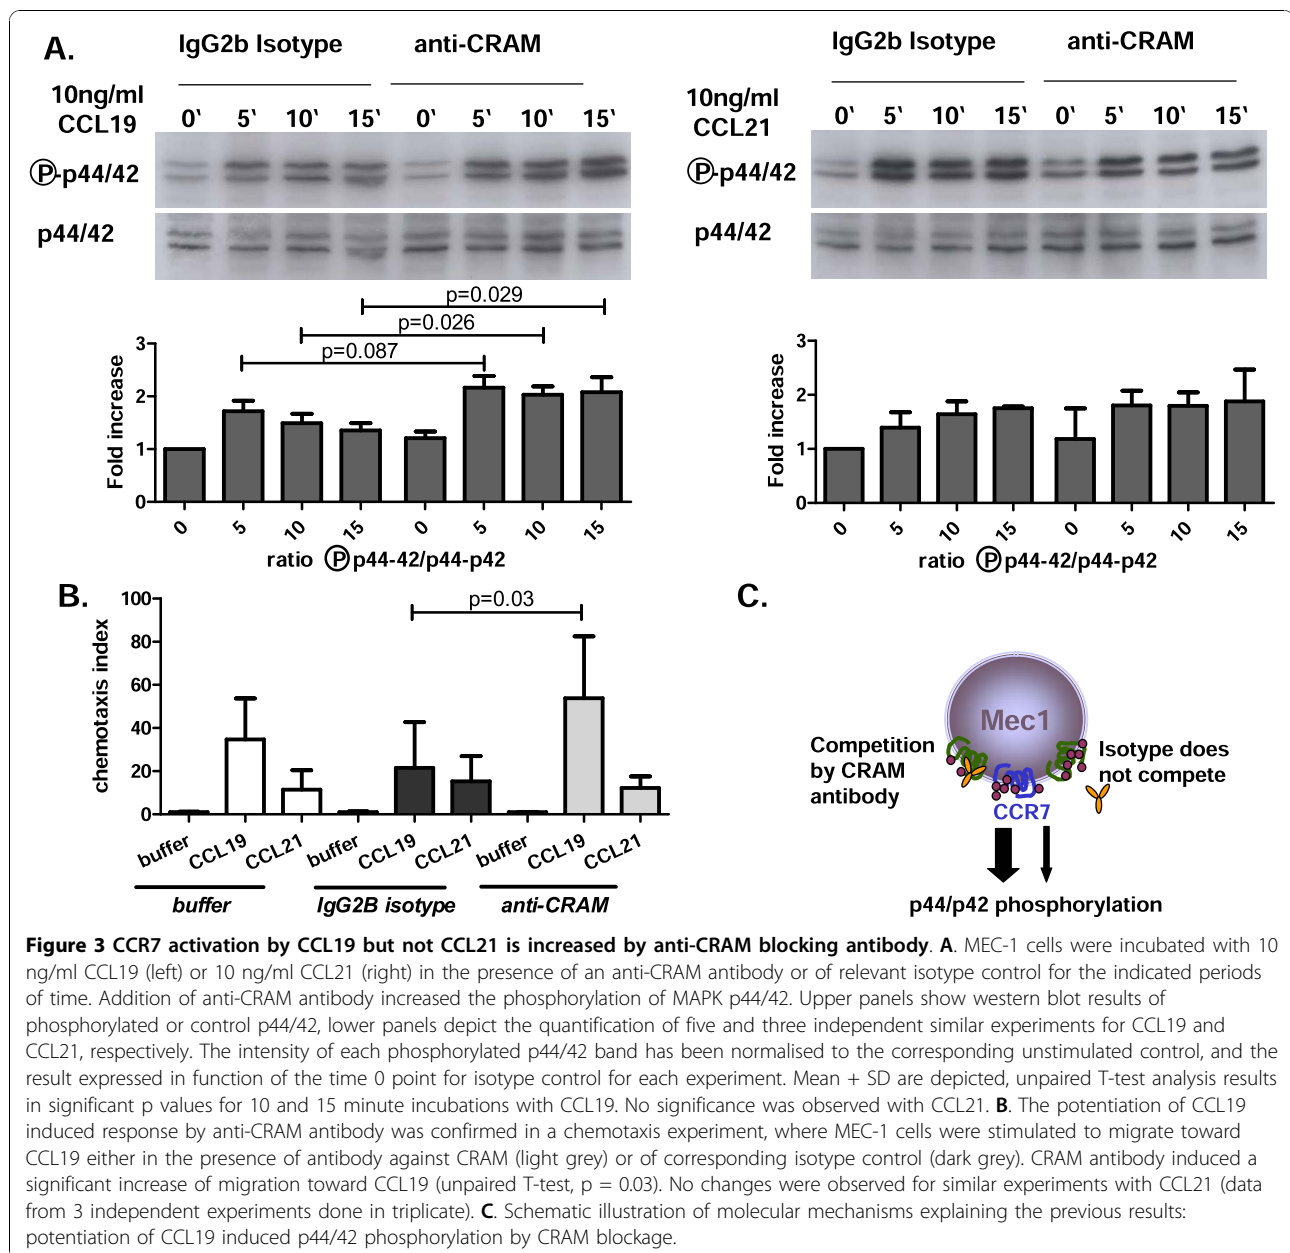 A.
IgG2b Isotype anti-CRAM
10ng/ml
CCL19
0‘ 5‘ 10‘ 15‘ 0‘ 5‘ 10‘ 15‘
Ⓟ-p44/42
p44/42
p=0.029
p=0.026
p=0.087
Fold increase
3
2
1
0
0 5 10 15 0 5 10 15
ratio Ⓟp44-42/p44-p42
IgG2b Isotype anti-CRAM
10ng/ml
CCL21
0‘ 5‘ 10‘ 15‘ 0‘ 5‘ 10‘ 15‘
Ⓟ-p44/42
p44/42
Fold increase
3
2
1
0
0 5 10 15 0 5 10 15
ratio Ⓟp44-42/p44-p42
B.
chemotaxis index
100
80
60
40
20
0
p=0.03
buffer CCL19 CCL21 buffer CCL19 CCL21 buffer CCL19 CCL21
buffer IgG2B isotype anti-CRAM
C.
Mec1
Competition
by CRAM
antibody
Isotype does
not compete
CCR7
p44/p42 phosphorylation
Figure 3 CCR7 activation by CCL19 but not CCL21 is increased by anti-CRAM blocking antibody. A. MEC-1 cells were incubated with 10
ng/ml CCL19 (left) or 10 ng/ml CCL21 (right) in the presence of an anti-CRAM antibody or of relevant isotype control for the indicated periods
of time. Addition of anti-CRAM antibody increased the phosphorylation of MAPK p44/42. Upper panels show western blot results of
phosphorylated or control p44/42, lower panels depict the quantification of five and three independent similar experiments for CCL19 and
CCL21, respectively. The intensity of each phosphorylated p44/42 band has been normalised to the corresponding unstimulated control, and the
result expressed in function of the time 0 point for isotype control for each experiment. Mean + SD are depicted, unpaired T-test analysis results
in significant p values for 10 and 15 minute incubations with CCL19. No significance was observed with CCL21. B. The potentiation of CCL19
induced response by anti-CRAM antibody was confirmed in a chemotaxis experiment, where MEC-1 cells were stimulated to migrate toward
CCL19 either in the presence of antibody against CRAM (light grey) or of corresponding isotype control (dark grey). CRAM antibody induced a
significant increase of migration toward CCL19 (unpaired T-test, p = 0.03). No changes were observed for similar experiments with CCL21 (data
from 3 independent experiments done in triplicate). C. Schematic illustration of molecular mechanisms explaining the previous results:
potentiation of CCL19 induced p44/42 phosphorylation by CRAM blockage.